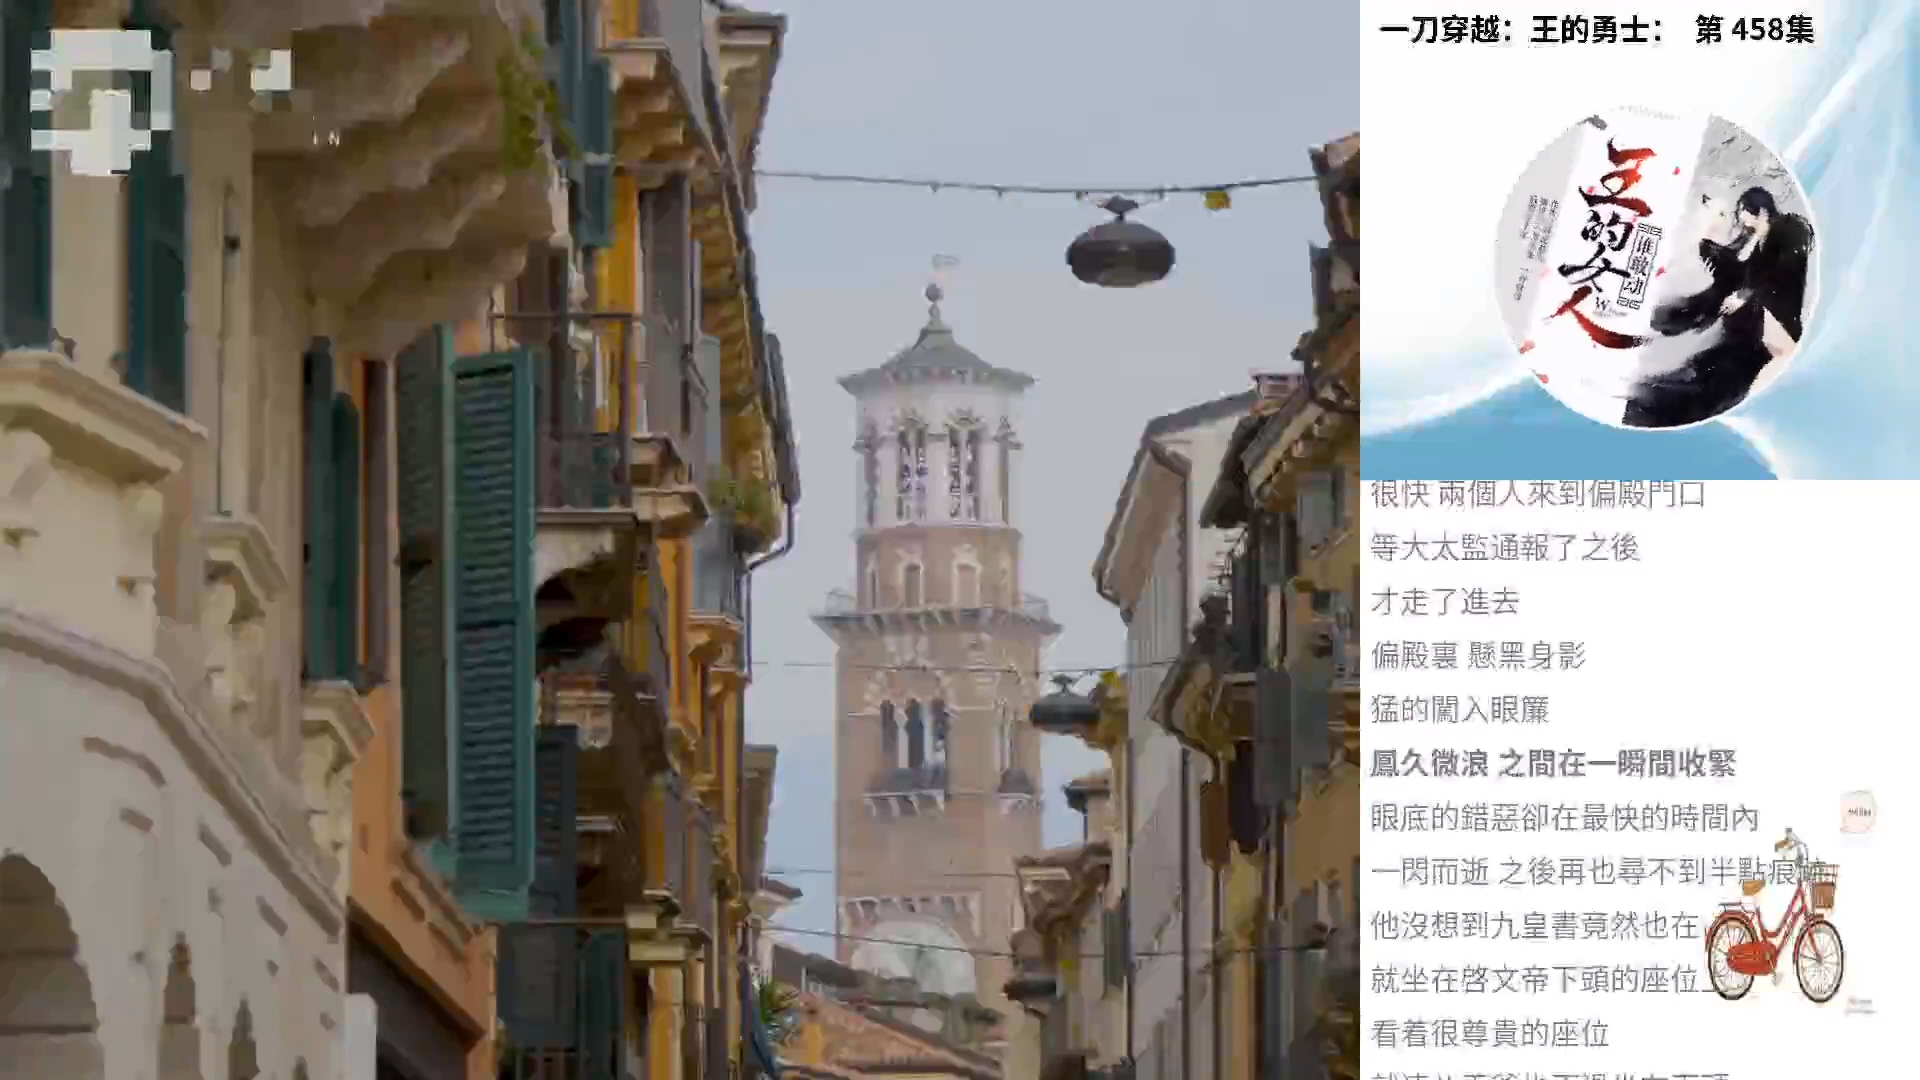 一刀穿越：王的勇士： 第 458集
王的女人
谁敢动
很快 兩個人來到偏殿門口
等大太監通報了之後
才走了進去
偏殿裏 懸黑身影
猛的闖入眼簾
鳳久微浪 之間在一瞬間收緊
眼底的錯惡卻在最快的時間內
一閃而逝 之後再也尋不到半點痕跡
他沒想到九皇書竟然也在
就坐在啓文帝下頭的座位上
看着很尊貴的座位